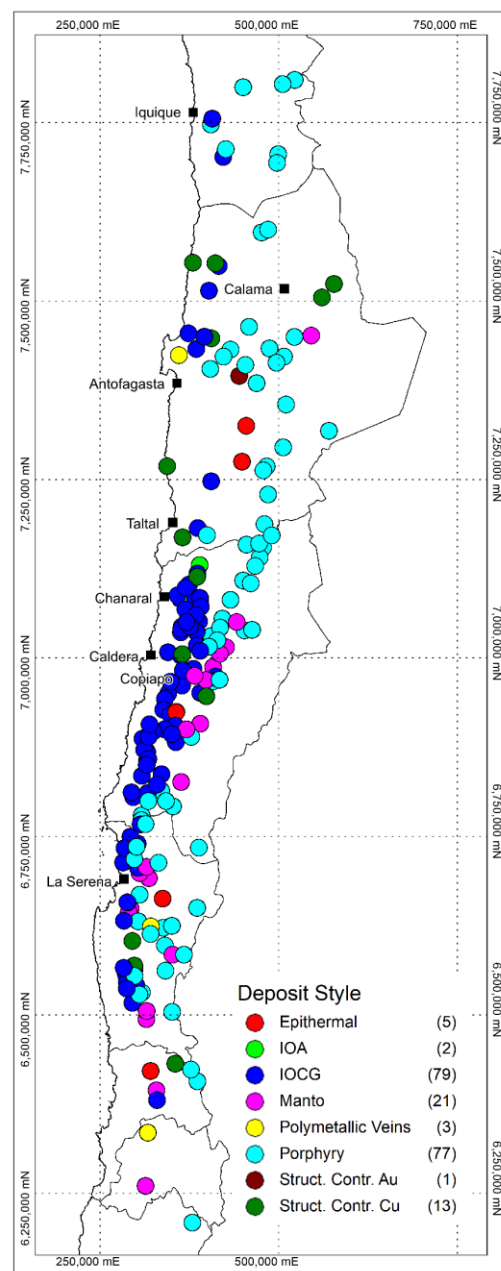 250,000 mE 500,000 mE 750,000 mE
7,750,000 mN
Iquique
7,750,000 mN
7,500,000 mN
Calama
7,500,000 mN
Antofagasta
7,250,000 mN
7,250,000 mN
Taltal
Chanaral
7,000,000 mN
Caldera
7,000,000 mN
Copiapo
6,750,000 mN
6,750,000 mN
La Serena
6,500,000 mN
6,500,000 mN
Deposit Style
Epithermal (5)
IOA (2)
IOCG (79)
Manto (21)
Polymetallic Veins (3)
Porphyry (77)
Struct. Contr. Au (1)
Struct. Contr. Cu (13)
6,250,000 mN
6,250,000 mN
250,000 mE 500,000 mE